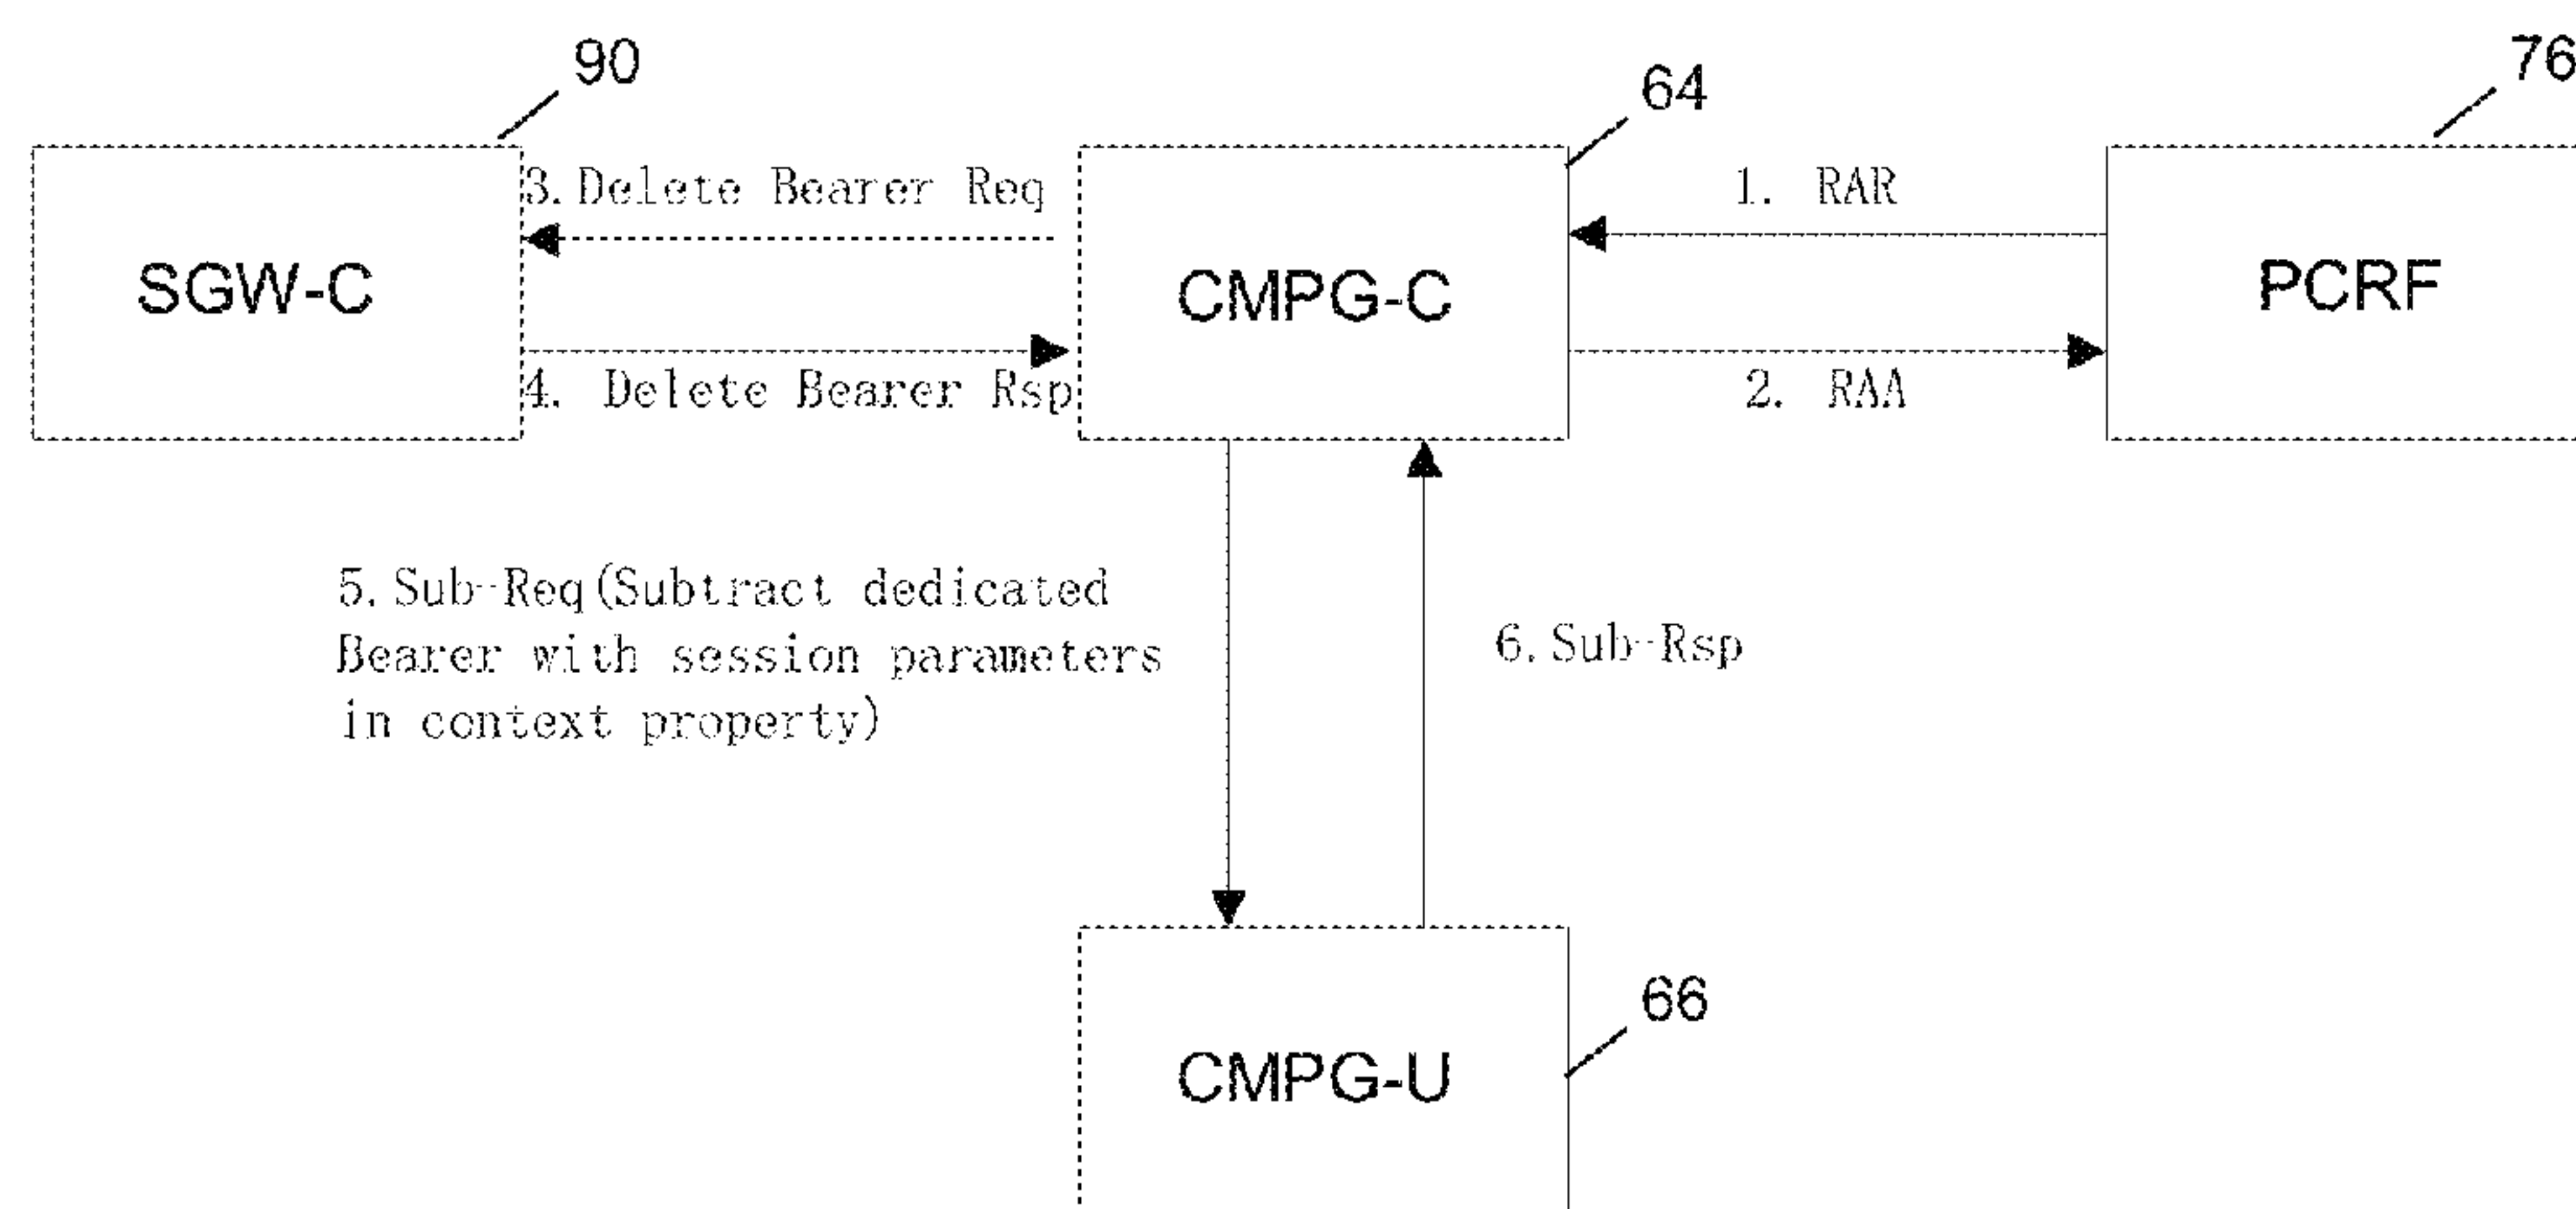 90
64
76
3. Delete Bearer Req
1. RAR
SGW-C
CMPG-C
PCRF
4. Delete Bearer Rsp
2. RAA
5. Sub-Req(Subtract dedicated
Bearer with session parameters
in context property)
6. Sub-Rsp
66
CMPG-U